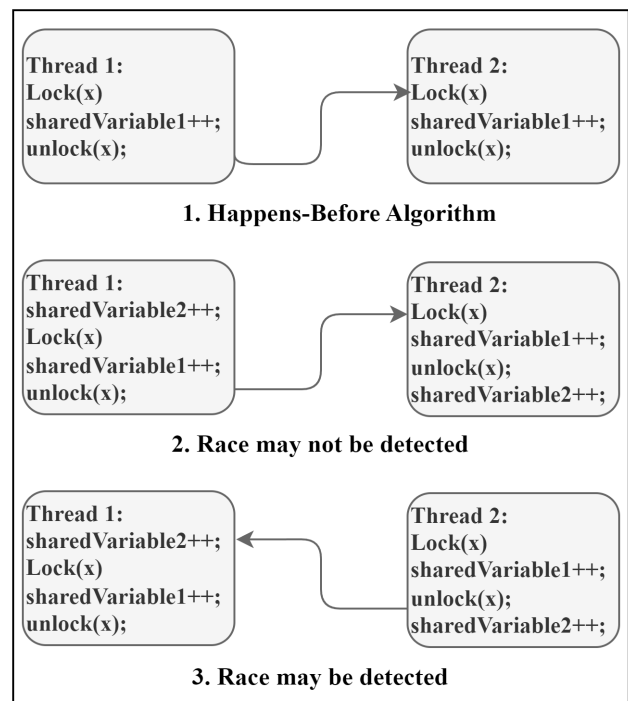 Thread 1:
Lock(x)
sharedVariable1++;
unlock(x);
Thread 2:
Lock(x)
sharedVariable1++;
unlock(x);
1. Happens-Before Algorithm
Thread 1:
sharedVariable2++;
Lock(x)
sharedVariable1++;
unlock(x);
Thread 2:
Lock(x)
sharedVariable1++;
unlock(x);
sharedVariable2++;
2. Race may not be detected
Thread 1:
sharedVariable2++;
Lock(x)
sharedVariable1++;
unlock(x);
Thread 2:
Lock(x)
sharedVariable1++;
unlock(x);
sharedVariable2++;
3. Race may be detected